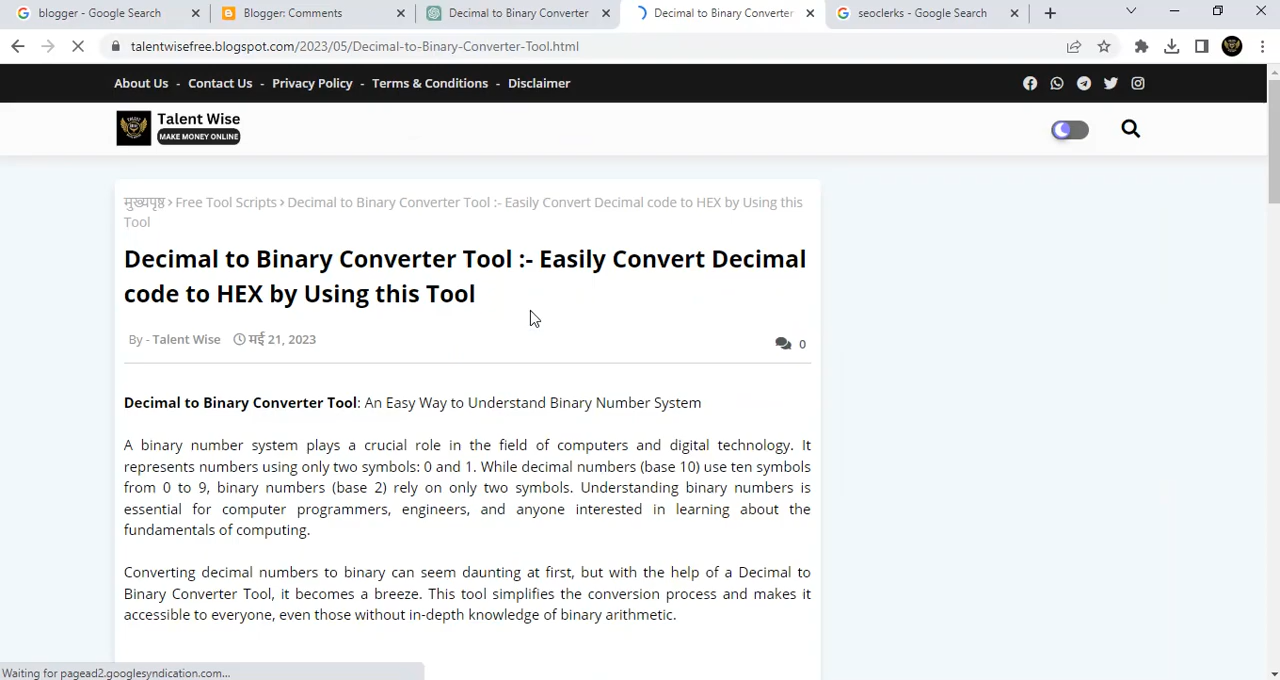 blogger - Google Search
Blogger: Comments
Decimal to Binary Converter
Decimal to Binary Converter
seoclerks - Google Search
talentwisefree.blogspot.com/2023/05/Decimal-to-Binary-Converter-Tool.html
About Us - Contact Us - Privacy Policy - Terms & Conditions - Disclaimer
Talent Wise
MAKE MONEY ONLINE
मुख्यपृष्ठ › Free Tool Scripts › Decimal to Binary Converter Tool :- Easily Convert Decimal code to HEX by Using this
Tool
Decimal to Binary Converter Tool :- Easily Convert Decimal
code to HEX by Using this Tool
By - Talent Wise मई 21, 2023
0
Decimal to Binary Converter Tool: An Easy Way to Understand Binary Number System
A binary number system plays a crucial role in the field of computers and digital technology. It
represents numbers using only two symbols: 0 and 1. While decimal numbers (base 10) use ten symbols
from 0 to 9, binary numbers (base 2) rely on only two symbols. Understanding binary numbers is
essential for computer programmers, engineers, and anyone interested in learning about the
fundamentals of computing.
Converting decimal numbers to binary can seem daunting at first, but with the help of a Decimal to
Binary Converter Tool, it becomes a breeze. This tool simplifies the conversion process and makes it
accessible to everyone, even those without in-depth knowledge of binary arithmetic.
Waiting for pagead2.googlesyndication.com...